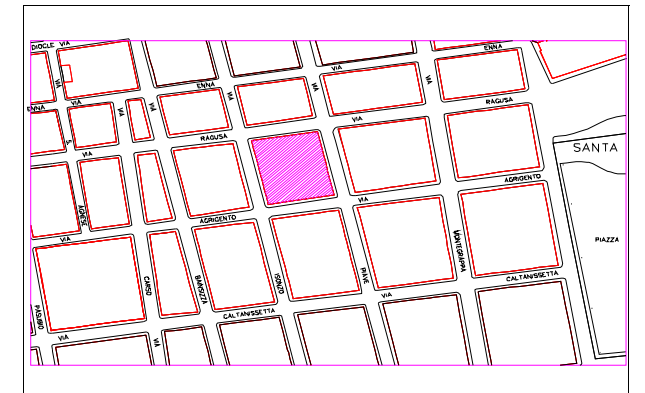 DIOCLE
VIA
VIA
ENNA
VIA
ENNA
VIA
VIA
VIA
VIA
ENNA
VIA
VIA
RAGUSA
S.
VIA
VIA
RAGUSA
SANTA
VIA
AGRIGENTO
AGRESE
AGRIGENTO
VIA
MONTEGRAPPA
PIAZZA
CARSO
BAINSIZZA
ISONZO
PIAVE
CALTANISSETTA
VIA
PASUBIO
CALTANISSETTA
VIA
VIA